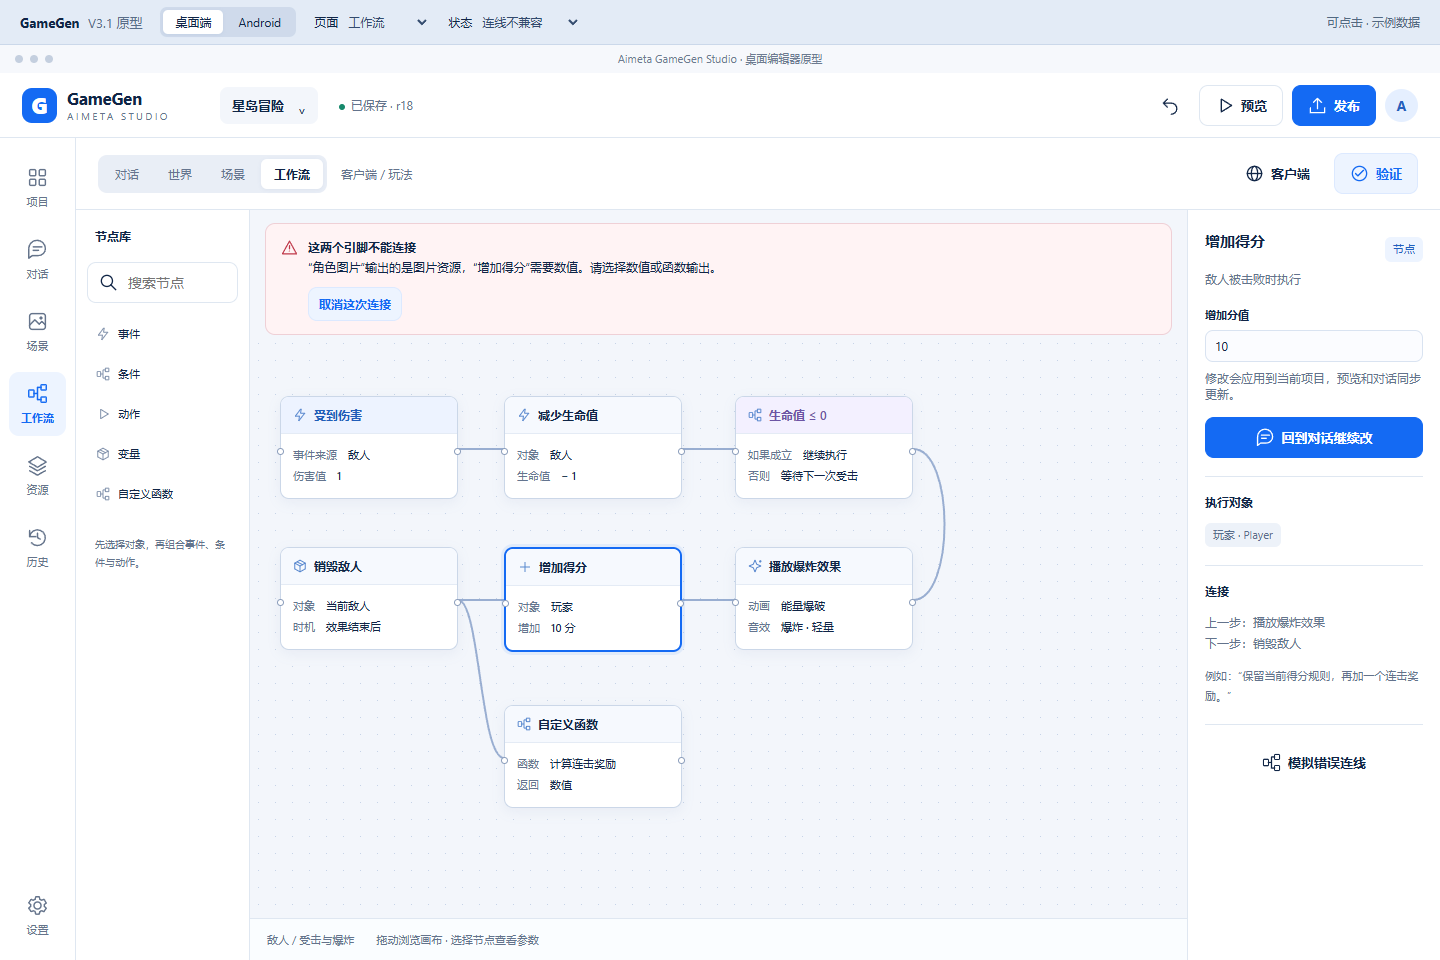 GameGen V3.1 原型 桌面端 Android 页面 工作流 状态 连线不兼容 可点击 · 示例数据
Aimeta GameGen Studio · 桌面编辑器原型
G GameGen
AIMETA STUDIO
星岛冒险 已保存 · r18 预览 发布 A
项目
对话
场景
工作流
资源
历史
设置
对话 世界 场景 工作流 客户端 / 玩法 客户端 验证
节点库
搜索节点
事件
条件
动作
变量
自定义函数
先选择对象，再组合事件、条
件与动作。
这两个引脚不能连接
“角色图片”输出的是图片资源，“增加得分”需要数值。请选择数值或函数输出。
取消这次连接
受到伤害
事件来源 敌人
伤害值 1
减少生命值
对象 敌人
生命值 − 1
生命值 ≤ 0
如果成立 继续执行
否则 等待下一次受击
销毁敌人
对象 当前敌人
时机 效果结束后
增加得分
对象 玩家
增加 10 分
播放爆炸效果
动画 能量爆破
音效 爆炸 · 轻量
自定义函数
函数 计算连击奖励
返回 数值
敌人 / 受击与爆炸 拖动浏览画布 · 选择节点查看参数
增加得分 节点
敌人被击败时执行
增加分值
10
修改会应用到当前项目，预览和对话同步
更新。
回到对话继续改
执行对象
玩家 · Player
连接
上一步：播放爆炸效果
下一步：销毁敌人
例如：“保留当前得分规则，再加一个连击奖
励。”
模拟错误连线